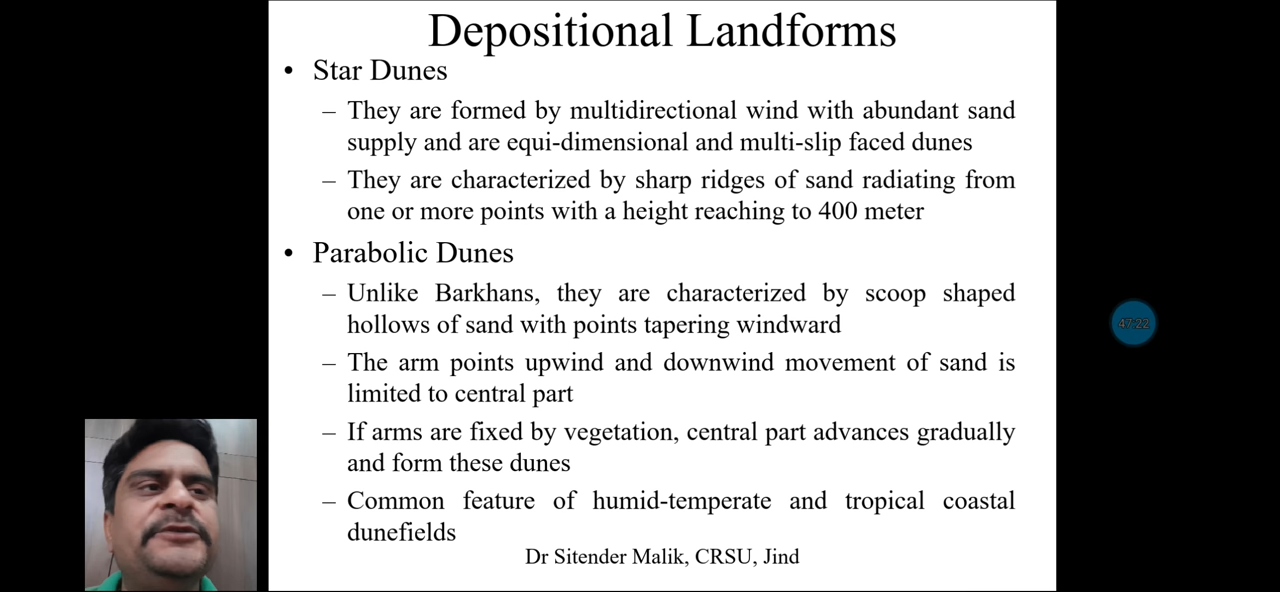 Depositional Landforms
• Star Dunes
– They are formed by multidirectional wind with abundant sand
supply and are equi-dimensional and multi-slip faced dunes
– They are characterized by sharp ridges of sand radiating from
one or more points with a height reaching to 400 meter
• Parabolic Dunes
– Unlike Barkhans, they are characterized by scoop shaped
hollows of sand with points tapering windward
– The arm points upwind and downwind movement of sand is
limited to central part
– If arms are fixed by vegetation, central part advances gradually
and form these dunes
– Common feature of humid-temperate and tropical coastal
dunefields
Dr Sitender Malik, CRSU, Jind
47:22